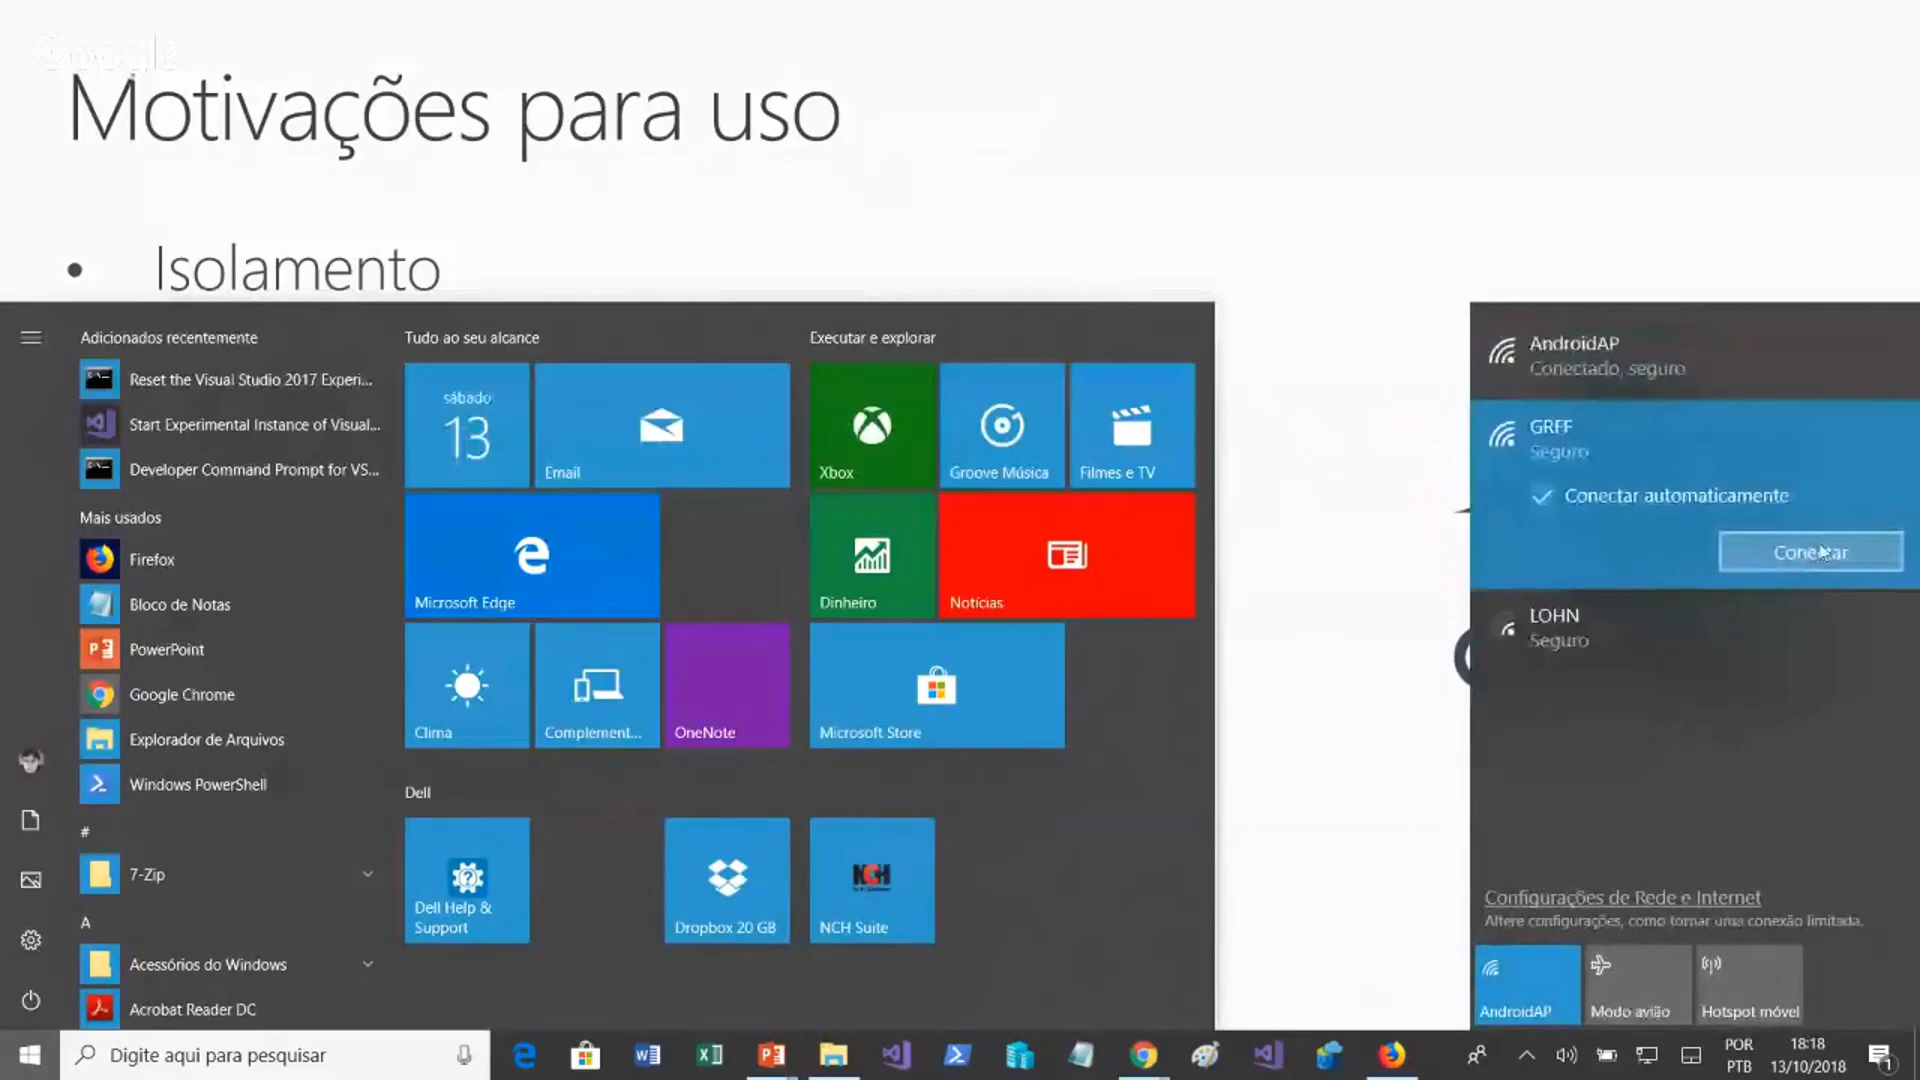 Google
Motivações para uso
• Isolamento
Adicionados recentemente
Reset the Visual Studio 2017 Experi...
Start Experimental Instance of Visual...
Developer Command Prompt for VS...
Mais usados
Firefox
Bloco de Notas
PowerPoint
Google Chrome
Explorador de Arquivos
Windows PowerShell
#
7-Zip
A
Acessórios do Windows
Acrobat Reader DC
Tudo ao seu alcance
sábado
13
Email
Microsoft Edge
Clima
Complement...
OneNote
Dell
Dell Help &
Support
Dropbox 20 GB
Executar e explorar
Xbox
Groove Música
Filmes e TV
Dinheiro
Notícias
Microsoft Store
NCH
NCH Suite
AndroidAP
Conectado, seguro
GRFF
Seguro
Conectar automaticamente
Conectar
LOHN
Seguro
Configurações de Rede e Internet
Altere configurações, como tornar uma conexão limitada.
AndroidAP
Modo avião
Hotspot móvel
Digite aqui para pesquisar
POR
PTB
18:18
13/10/2018
1